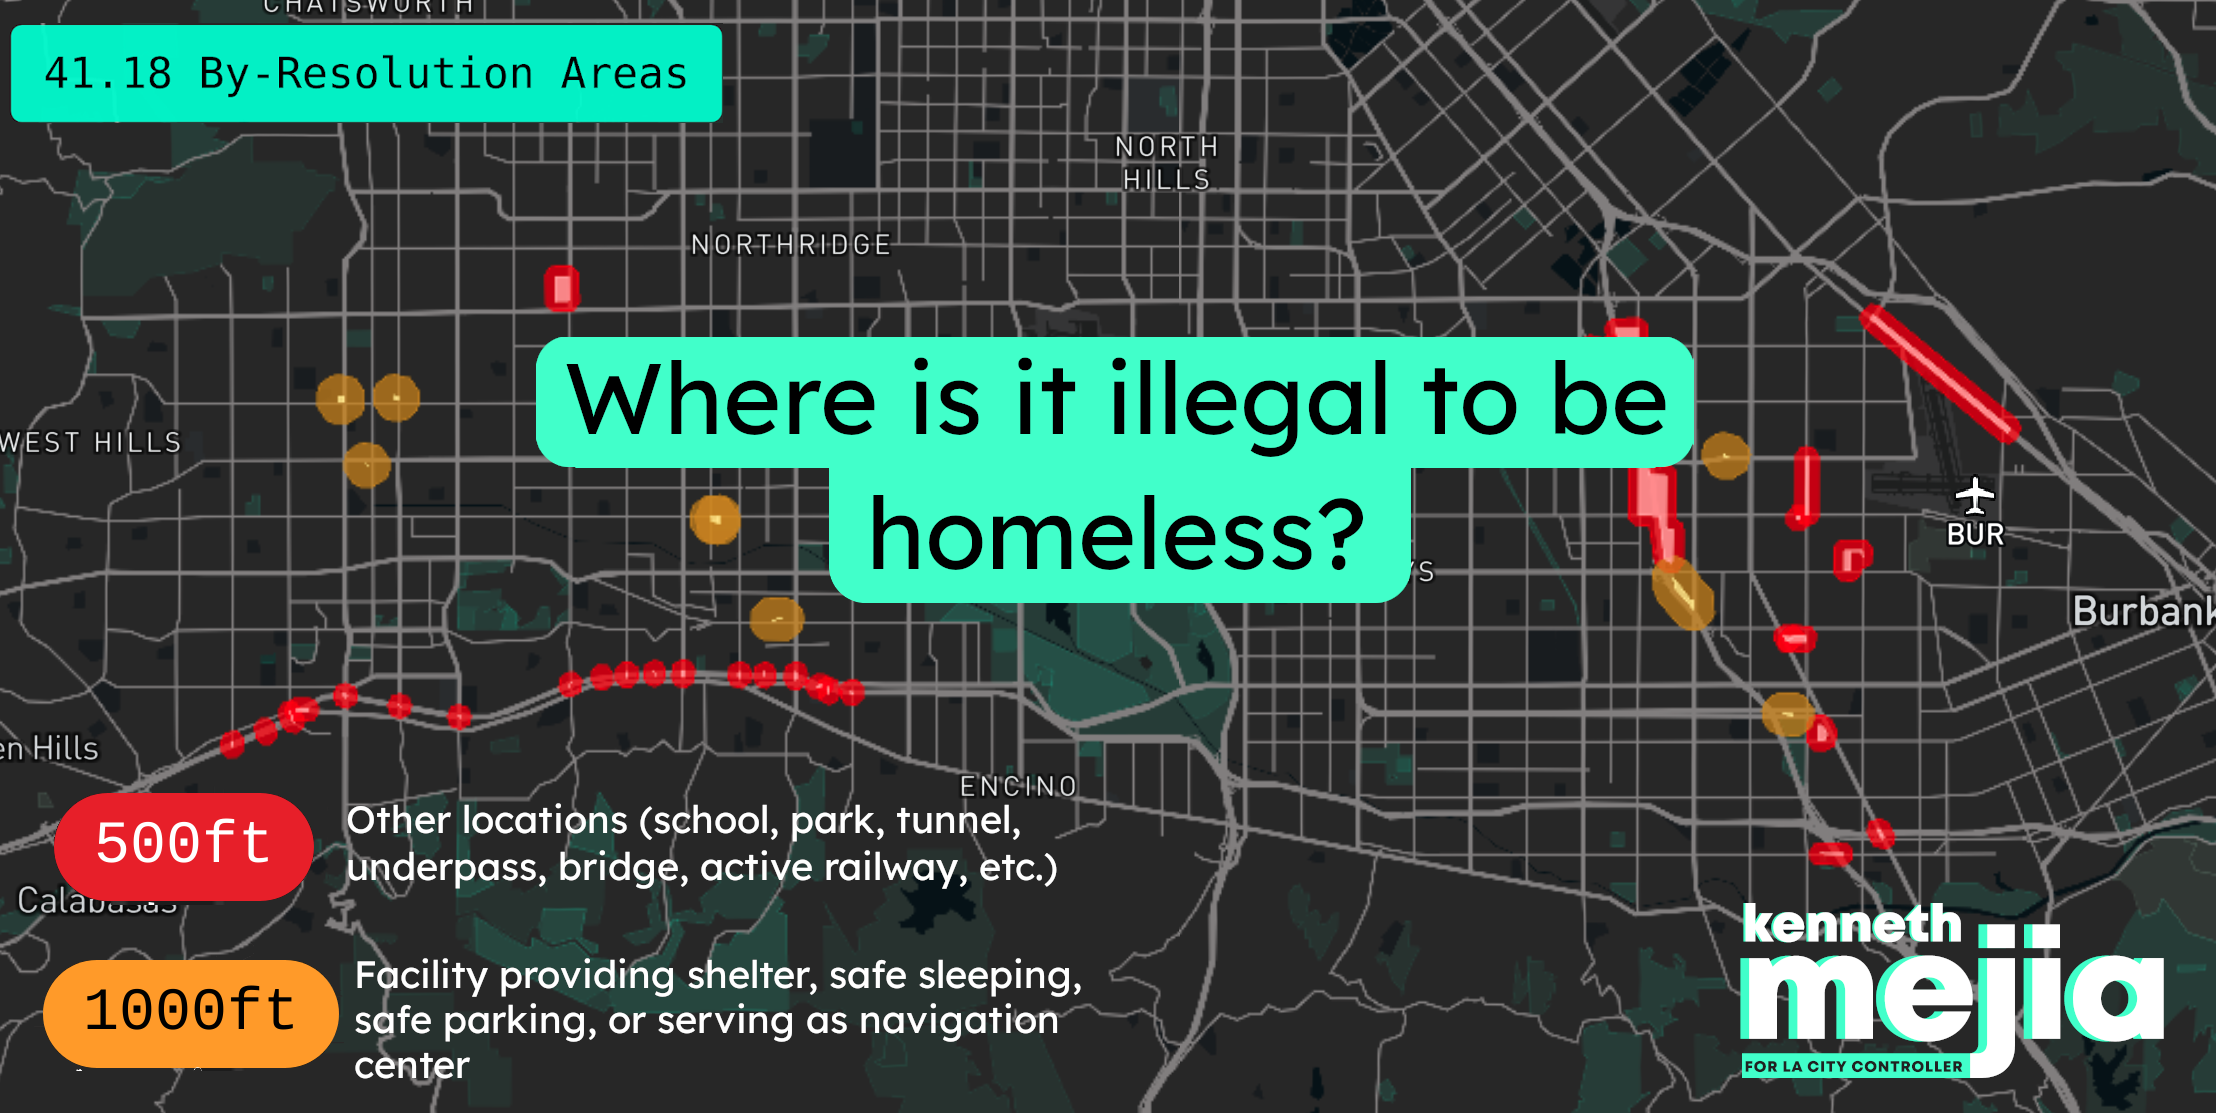 CHATSWORTH
41.18 By-Resolution Areas
NORTH
HILLS
NORTHRIDGE
Where is it illegal to be
homeless?
WEST HILLS
YS
BUR
Burbank
en Hills
ENCINO
500ft
Other locations (school, park, tunnel,
underpass, bridge, active railway, etc.)
Calabasas
1000ft
Facility providing shelter, safe sleeping,
safe parking, or serving as navigation
center
kenneth
mejia
FOR LA CITY CONTROLLER